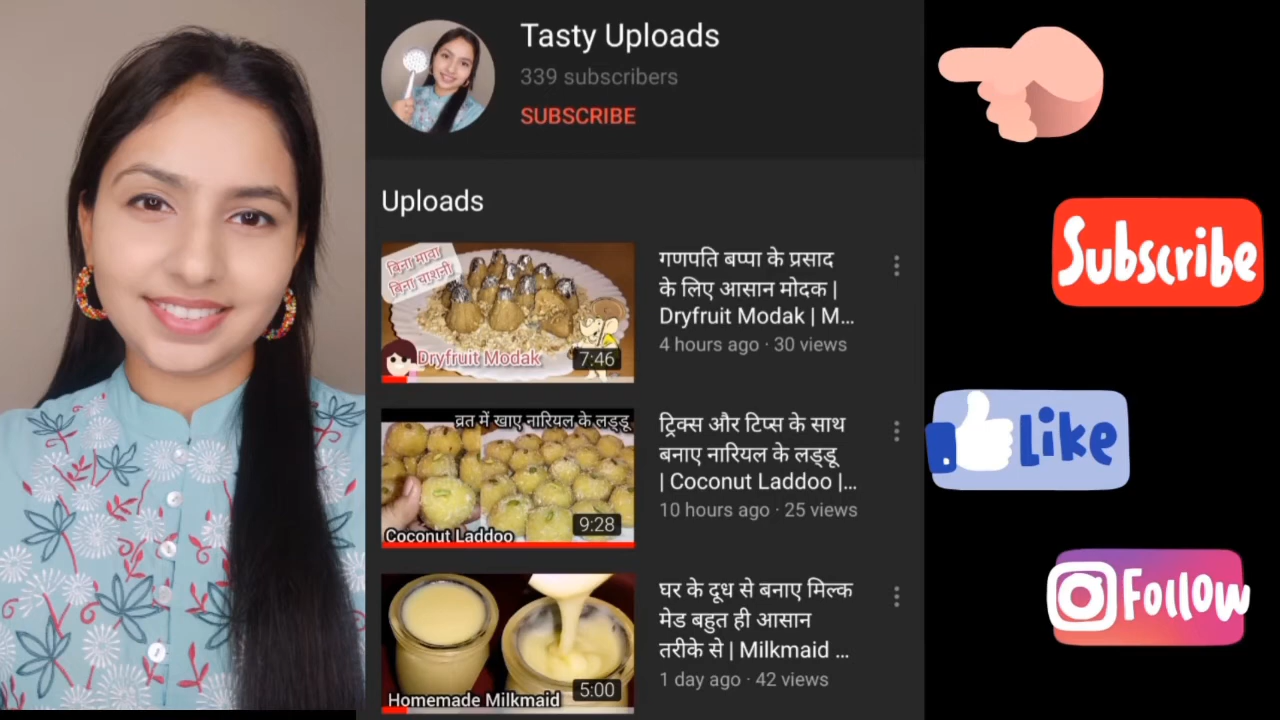 Tasty Uploads
339 subscribers
SUBSCRIBE
Uploads
बिना मावा
बिना चाशनी
Dryfruit Modak
7:46
गणपति बप्पा के प्रसाद
के लिए आसान मोदक |
Dryfruit Modak | M...
4 hours ago · 30 views
व्रत में खाए नारियल के लड्डू
Coconut Laddoo
9:28
ट्रिक्स और टिप्स के साथ
बनाए नारियल के लड्डू
| Coconut Laddoo |...
10 hours ago · 25 views
Homemade Milkmaid
5:00
घर के दूध से बनाए मिल्क
मेड बहुत ही आसान
तरीके से | Milkmaid ...
1 day ago · 42 views
Subscribe
Like
Follow